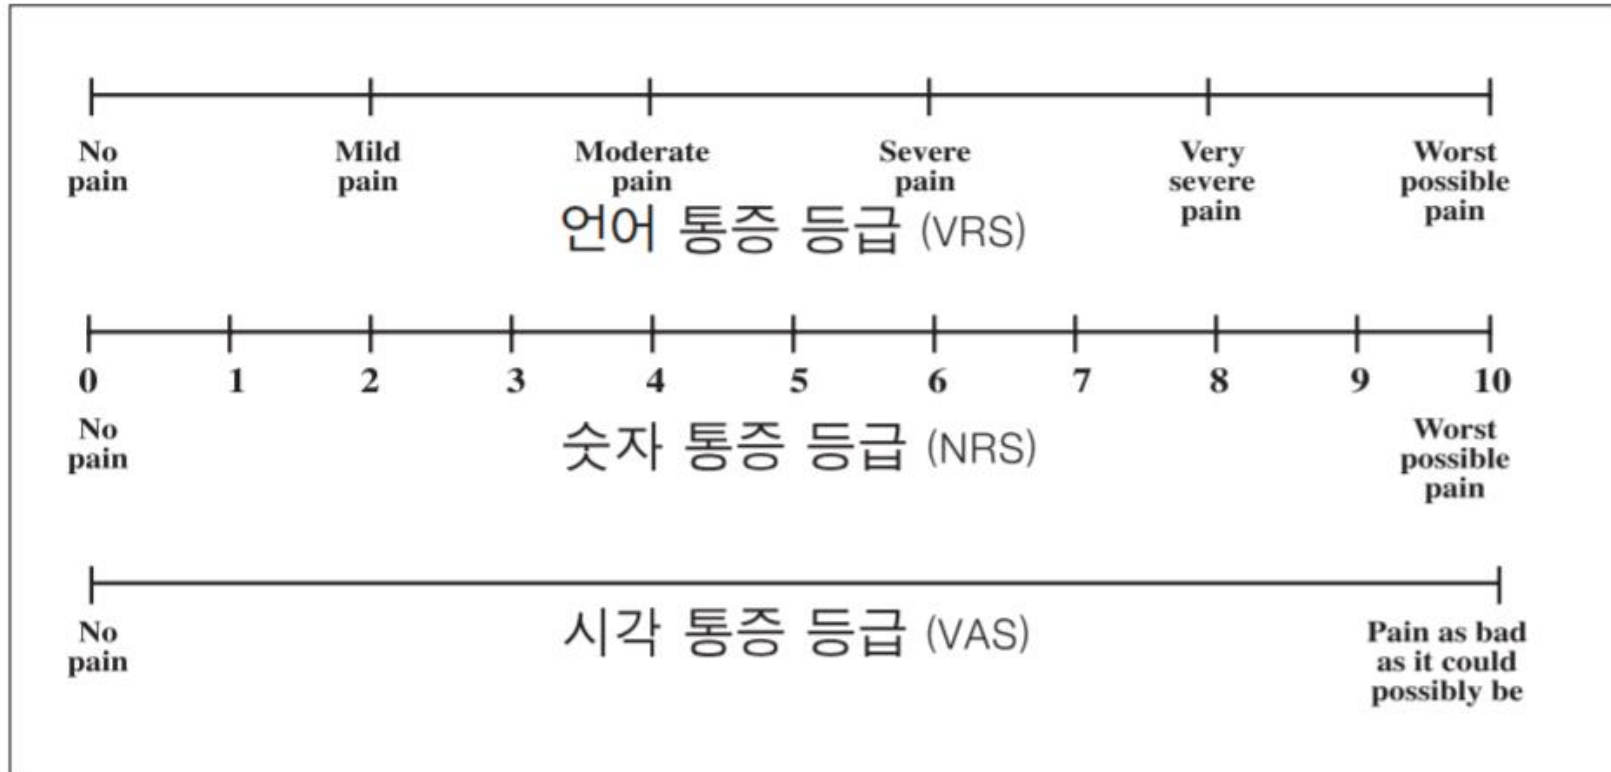 No pain
Mild pain
Moderate pain
Severe pain
Very severe pain
Worst possible pain
언어 통증 등급 (VRS)
0 1 2 3 4 5 6 7 8 9 10
No pain
숫자 통증 등급 (NRS)
Worst possible pain
No pain
시각 통증 등급 (VAS)
Pain as bad as it could possibly be